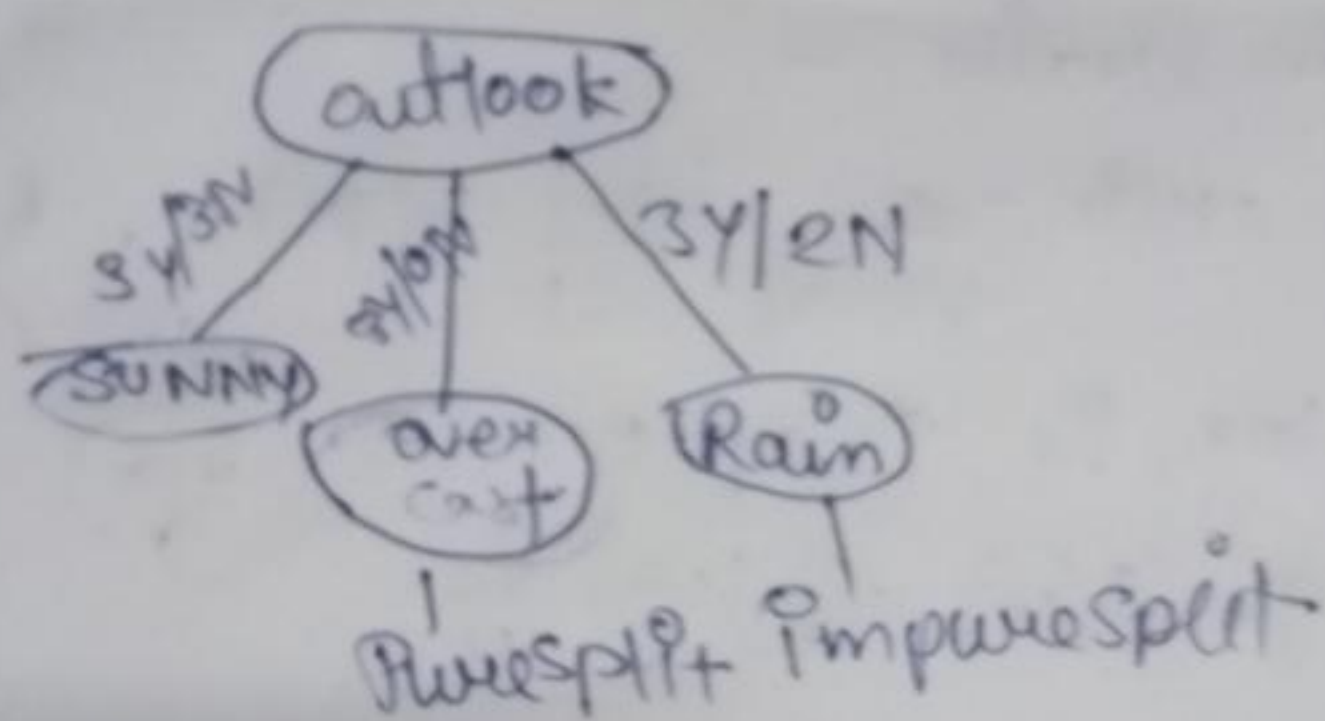 outlook
3Y/3N
3Y/0N
3Y/2N
SUNNY
over
cast
Rain
Puresplit
impuresplit